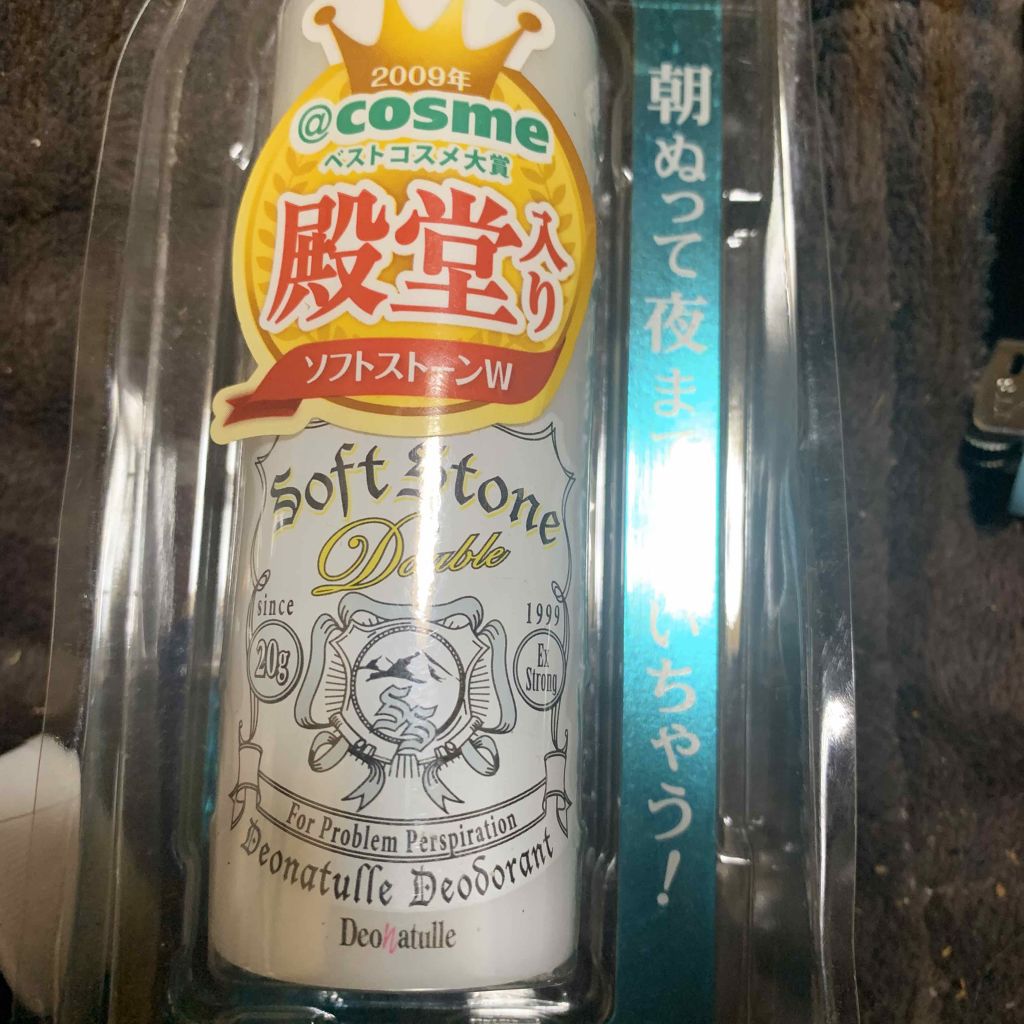 2009年
@cosme
ベストコスメ大賞
殿堂入り
ソフトストーンW
Soft Stone
Double
since 1999
20g
Ex Strong
SS
For Problem Perspiration
Deonatulle Deodorant
Deonatulle
朝ぬって夜まで いちゃう!